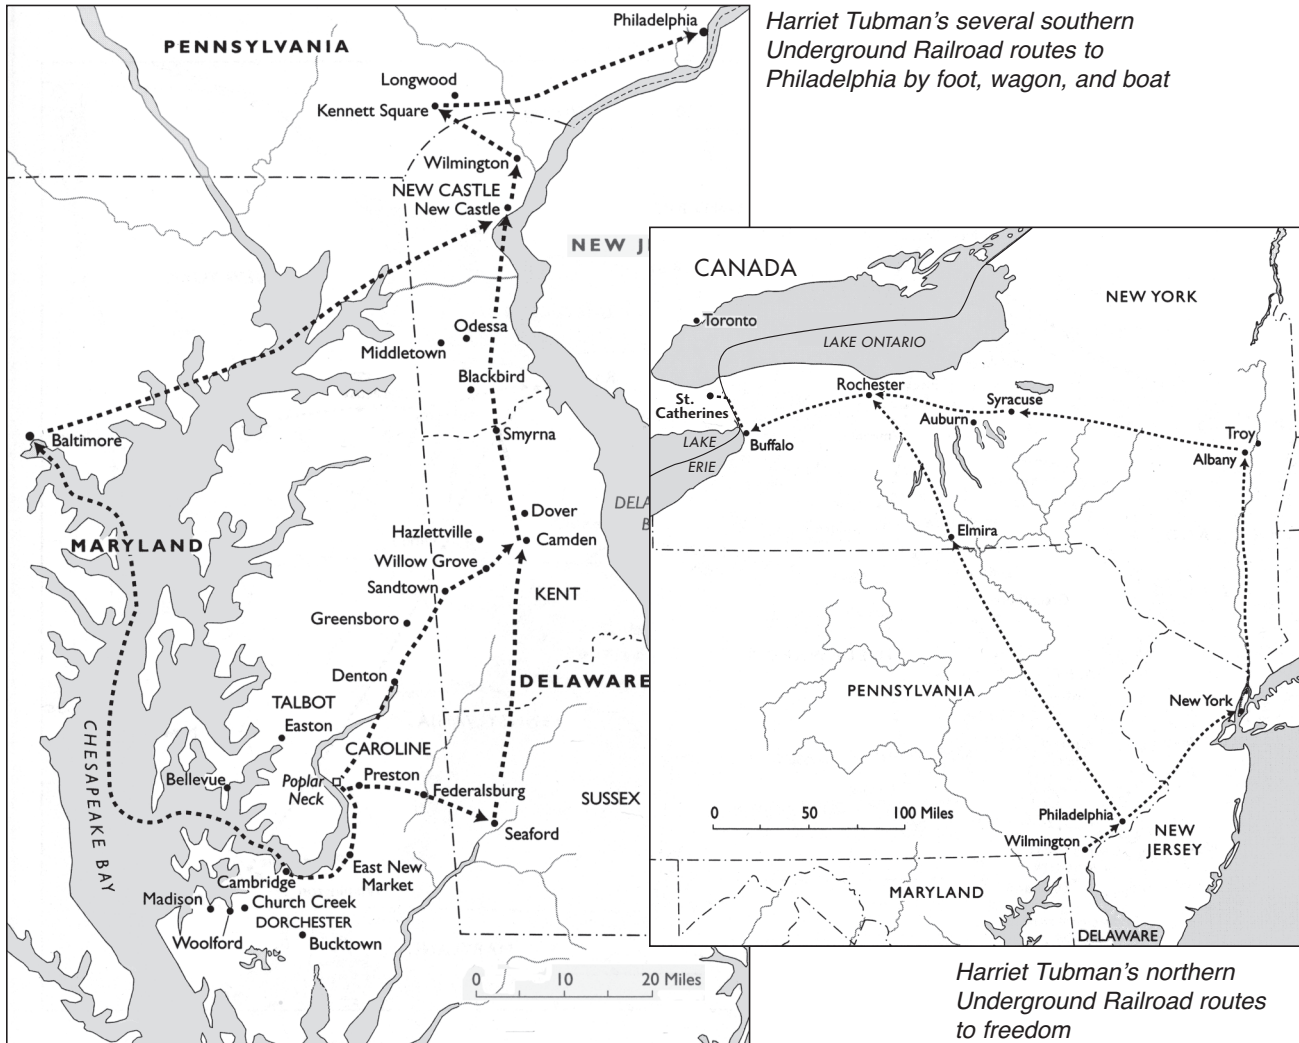 Harriet Tubman's several southern
Underground Railroad routes to
Philadelphia by foot, wagon, and boat
PENNSYLVANIA
Philadelphia
Longwood
Kennett Square
Wilmington
NEW CASTLE
New Castle
NEW J
Odessa
Middletown
Blackbird
Baltimore
Smyrna
MARYLAND
Dover
DELA
B
Hazlettville
Camden
Willow Grove
Sandtown
KENT
Greensboro
Denton
DELAWARE
TALBOT
Easton
CAROLINE
CHESAPEAKE BAY
Bellevue
Poplar
Neck
Preston
Federalsburg
SUSSEX
Seaford
East New
Market
Cambridge
Madison
Church Creek
DORCHESTER
Woolford
Bucktown
0 10 20 Miles
CANADA
NEW YORK
Toronto
LAKE ONTARIO
Rochester
St.
Catherines
Syracuse
Auburn
LAKE
ERIE
Buffalo
Troy
Albany
Elmira
PENNSYLVANIA
New York
0 50 100 Miles
Philadelphia
Wilmington
NEW
JERSEY
MARYLAND
DELAWARE
Harriet Tubman's northern
Underground Railroad routes
to freedom